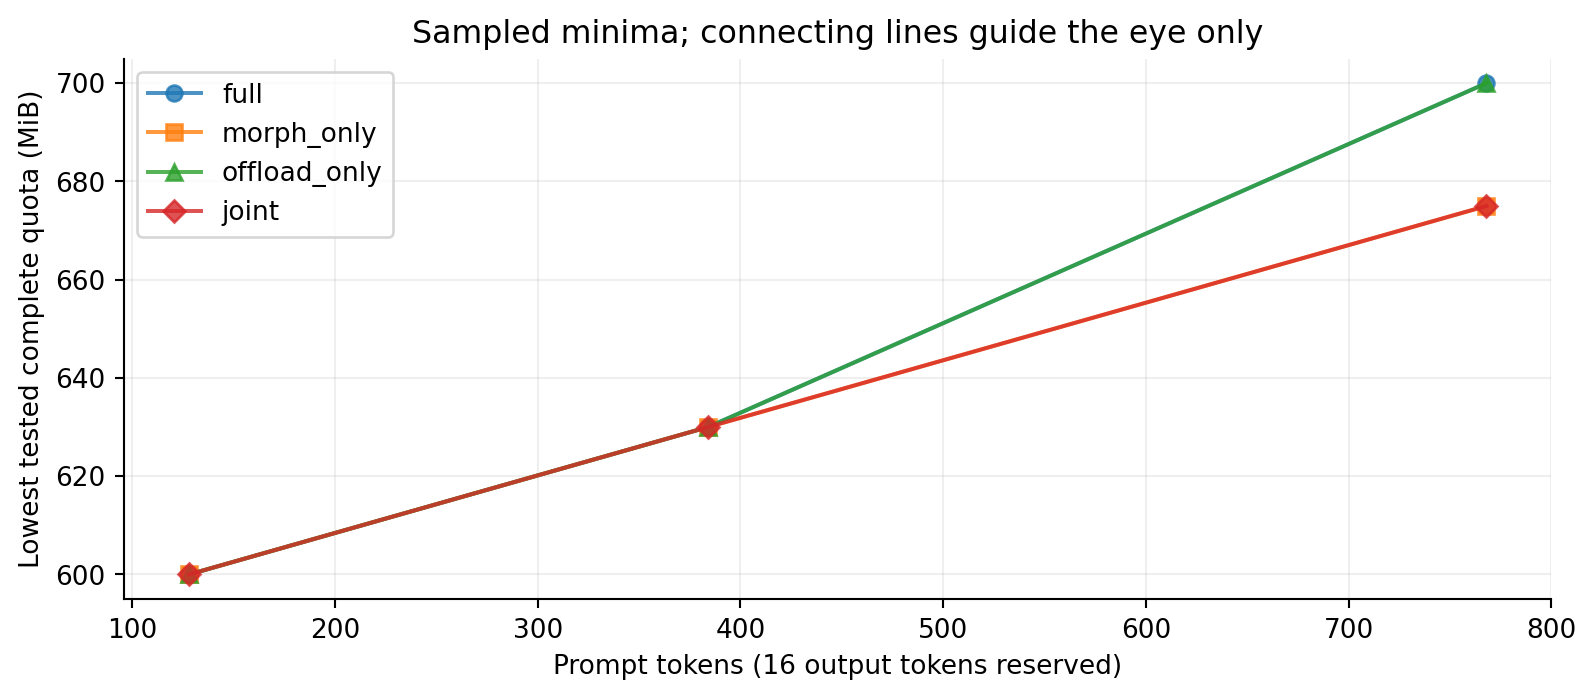 Sampled minima; connecting lines guide the eye only
Lowest tested complete quota (MiB)
700
680
660
640
620
600
full
morph_only
offload_only
joint
100 200 300 400 500 600 700 800
Prompt tokens (16 output tokens reserved)